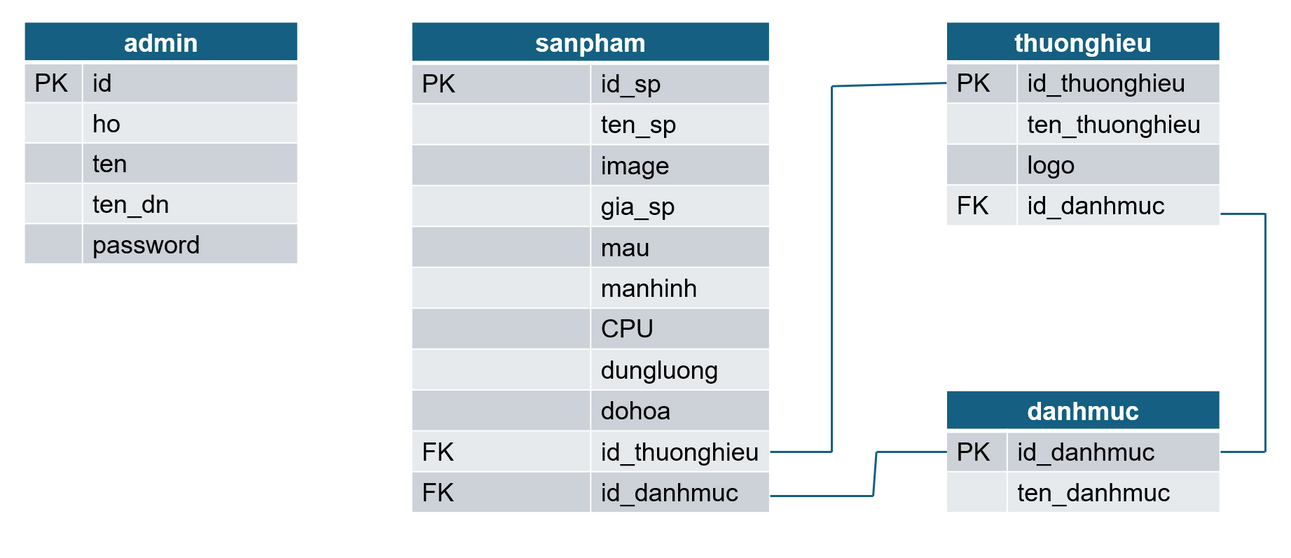 admin
PK id
ho
ten
ten_dn
password
sanpham
PK id_sp
ten_sp
image
gia_sp
mau
manhinh
CPU
dungluong
dohoa
FK id_thuonghieu
FK id_danhmuc
thuonghieu
PK id_thuonghieu
ten_thuonghieu
logo
FK id_danhmuc
danhmuc
PK id_danhmuc
ten_danhmuc